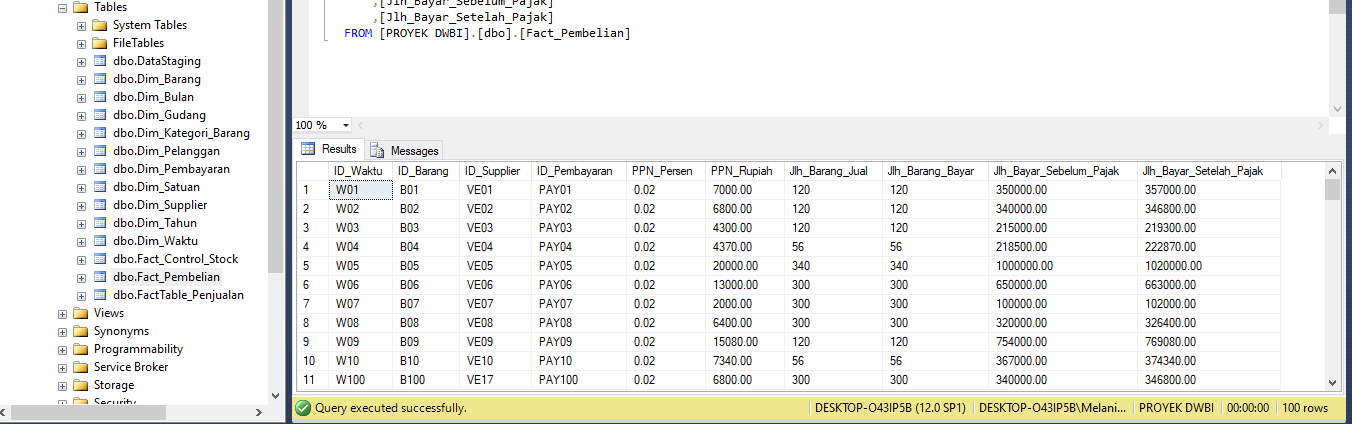 Tables
System Tables
FileTables
dbo.DataStaging
dbo.Dim_Barang
dbo.Dim_Bulan
dbo.Dim_Gudang
dbo.Dim_Kategori_Barang
dbo.Dim_Pelanggan
dbo.Dim_Pembayaran
dbo.Dim_Satuan
dbo.Dim_Supplier
dbo.Dim_Tahun
dbo.Dim_Waktu
dbo.Fact_Control_Stock
dbo.Fact_Pembelian
dbo.FactTable_Penjualan
Views
Synonyms
Programmability
Service Broker
Storage
Security
,[Jlh_Bayar_Sebelum_Pajak]
,[Jlh_Bayar_Setelah_Pajak]
FROM [PROYEK DWBI].[dbo].[Fact_Pembelian]
100 %
Results Messages
ID_Waktu ID_Barang ID_Supplier ID_Pembayaran PPN_Persen PPN_Rupiah Jlh_Barang_Jual Jlh_Barang_Bayar Jlh_Bayar_Sebelum_Pajak Jlh_Bayar_Setelah_Pajak
1 W01 B01 VE01 PAY01 0.02 7000.00 120 120 350000.00 357000.00
2 W02 B02 VE02 PAY02 0.02 6800.00 120 120 340000.00 346800.00
3 W03 B03 VE03 PAY03 0.02 4300.00 120 120 215000.00 219300.00
4 W04 B04 VE04 PAY04 0.02 4370.00 56 56 218500.00 222870.00
5 W05 B05 VE05 PAY05 0.02 20000.00 340 340 1000000.00 1020000.00
6 W06 B06 VE06 PAY06 0.02 13000.00 300 300 650000.00 663000.00
7 W07 B07 VE07 PAY07 0.02 2000.00 300 300 100000.00 102000.00
8 W08 B08 VE08 PAY08 0.02 6400.00 300 300 320000.00 326400.00
9 W09 B09 VE09 PAY09 0.02 15080.00 120 120 754000.00 769080.00
10 W10 B10 VE10 PAY10 0.02 7340.00 56 56 367000.00 374340.00
11 W100 B100 VE17 PAY100 0.02 6800.00 300 300 340000.00 346800.00
Query executed successfully. DESKTOP-O43IP5B (12.0 SP1) DESKTOP-O43IP5B\Melani... PROYEK DWBI 00:00:00 100 rows